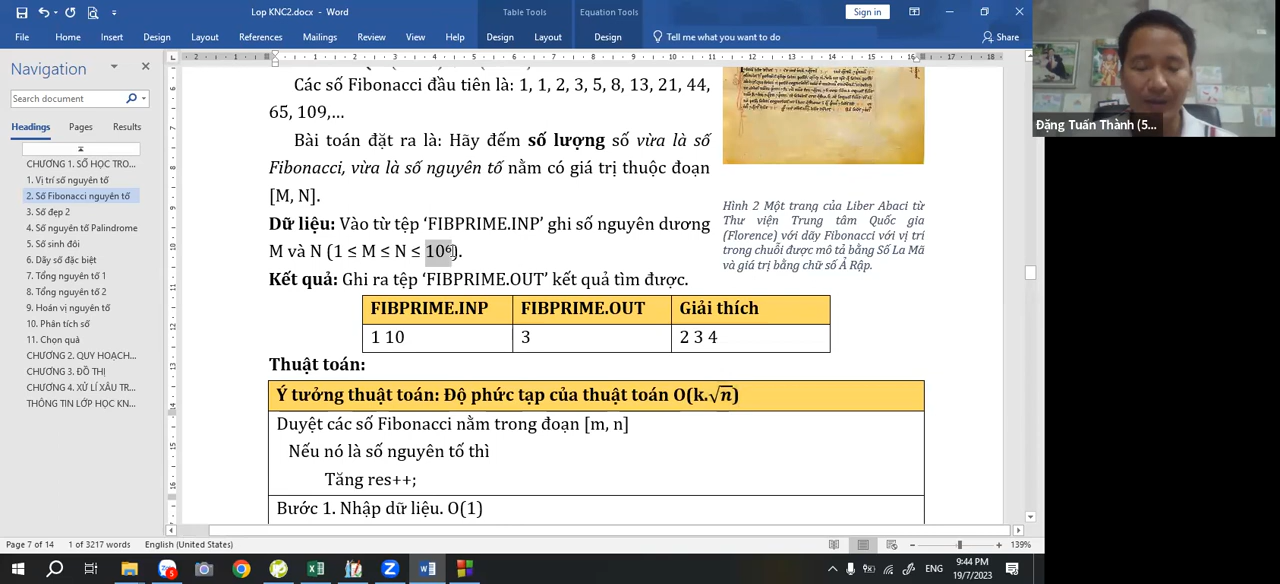 Lop KNC2.docx - Word
Table Tools
Equation Tools
Sign in
File
Home
Insert
Design
Layout
References
Mailings
Review
View
Help
Design
Layout
Design
Tell me what you want to do
Share
Navigation
Search document
Headings
Pages
Results
CHƯƠNG 1. SỐ HỌC TRO...
1. Vị trí số nguyên tố
2. Số Fibonacci nguyên tố
3. Số đẹp 2
4. Số nguyên tố Palindrome
5. Số sinh đôi
6. Dãy số đặc biệt
7. Tổng nguyên tố 1
8. Tổng nguyên tố 2
9. Hoán vị nguyên tố
10. Phân tích số
11. Chọn quà
CHƯƠNG 2. QUY HOẠCH...
CHƯƠNG 3. ĐỒ THỊ
CHƯƠNG 4. XỬ LÍ XÂU TR...
THÔNG TIN LỚP HỌC KN...
Các số Fibonacci đầu tiên là: 1, 1, 2, 3, 5, 8, 13, 21, 44,
65, 109,...
Bài toán đặt ra là: Hãy đếm số lượng số vừa là số
Fibonacci, vừa là số nguyên tố nằm có giá trị thuộc đoạn
[M, N].
Dữ liệu: Vào từ tệp ‘FIBPRIME.INP’ ghi số nguyên dương
M và N (1 ≤ M ≤ N ≤ 10⁶).
Kết quả: Ghi ra tệp ‘FIBPRIME.OUT’ kết quả tìm được.
Hình 2 Một trang của Liber Abaci từ
Thư viện Trung tâm Quốc gia
(Florence) với dãy Fibonacci với vị trí
trong chuỗi được mô tả bằng Số La Mã
và giá trị bằng chữ số Ả Rập.
FIBPRIME.INP FIBPRIME.OUT Giải thích
1 10 3 2 3 4
Thuật toán:
Ý tưởng thuật toán: Độ phức tạp của thuật toán O(k.√n)
Duyệt các số Fibonacci nằm trong đoạn [m, n]
Nếu nó là số nguyên tố thì
Tăng res++;
Bước 1. Nhập dữ liệu. O(1)
Đặng Tuấn Thành (5...
Page 7 of 14
1 of 3217 words
English (United States)
139%
ENG
9:44 PM
19/7/2023